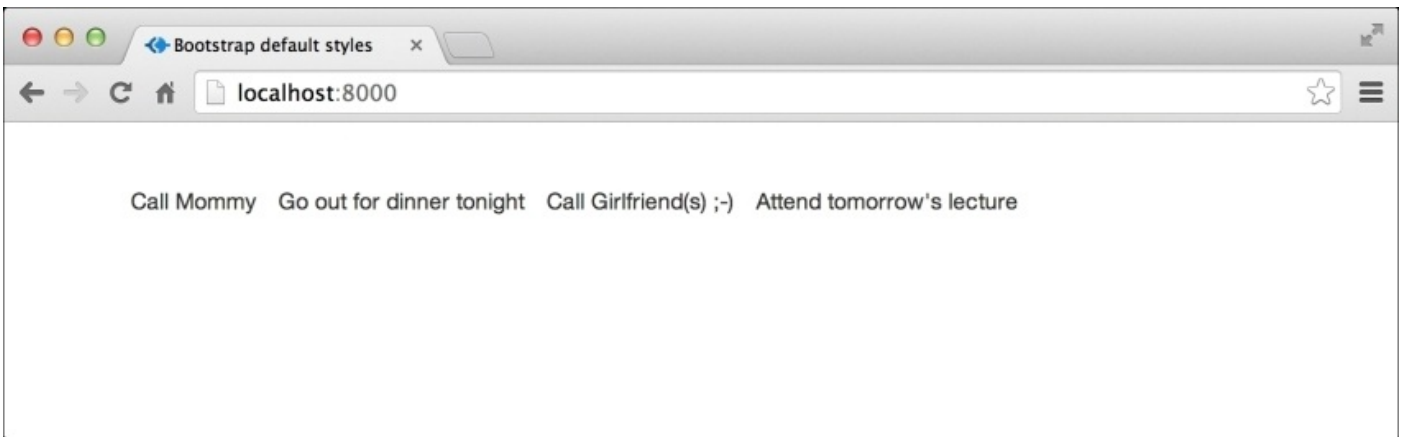 Bootstrap default styles
localhost:8000
Call Mommy Go out for dinner tonight Call Girlfriend(s) ;-) Attend tomorrow's lecture